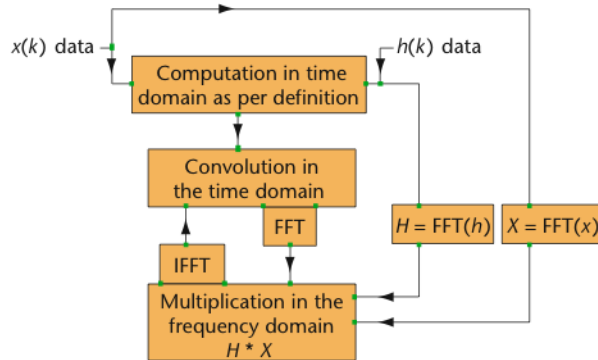 x(k) data
h(k) data
Computation in time
domain as per definition
Convolution in
the time domain
FFT
H = FFT(h)
X = FFT(x)
IFFT
Multiplication in the
frequency domain
H * X